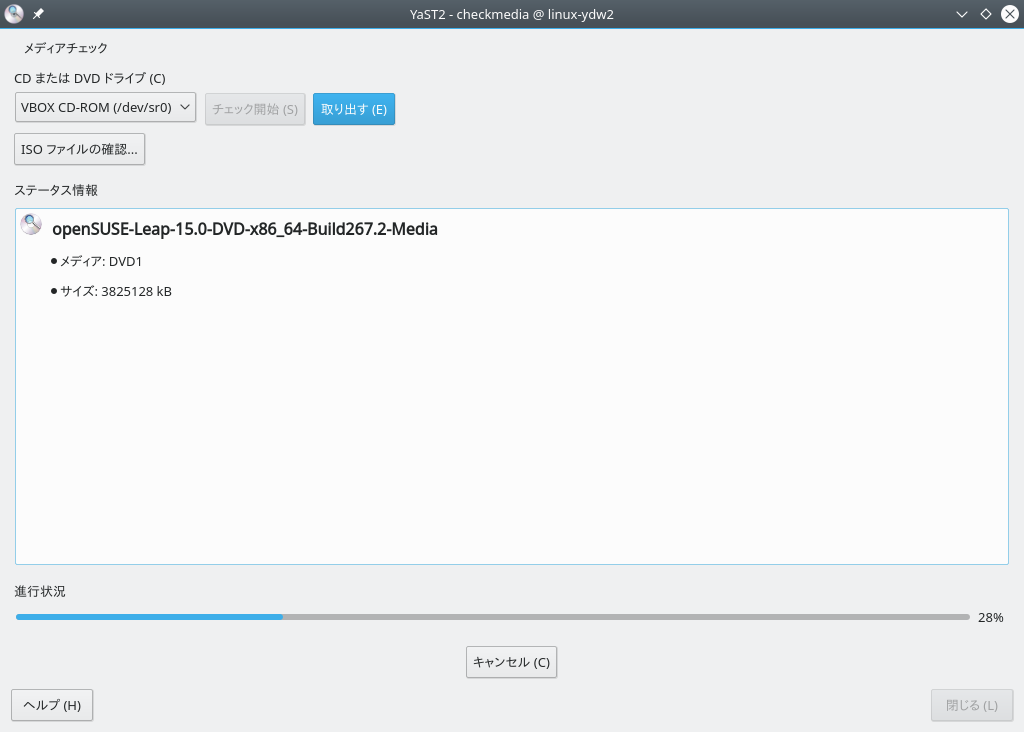 YaST2 - checkmedia @ linux-ydw2
メディアチェック
CD または DVD ドライブ (C)
VBOX CD-ROM (/dev/sr0) チェック開始 (S) 取り出す (E)
ISO ファイルの確認...
ステータス情報
openSUSE-Leap-15.0-DVD-x86_64-Build267.2-Media
● メディア: DVD1
● サイズ: 3825128 kB
進行状況
28%
キャンセル (C)
ヘルプ (H) 閉じる (L)